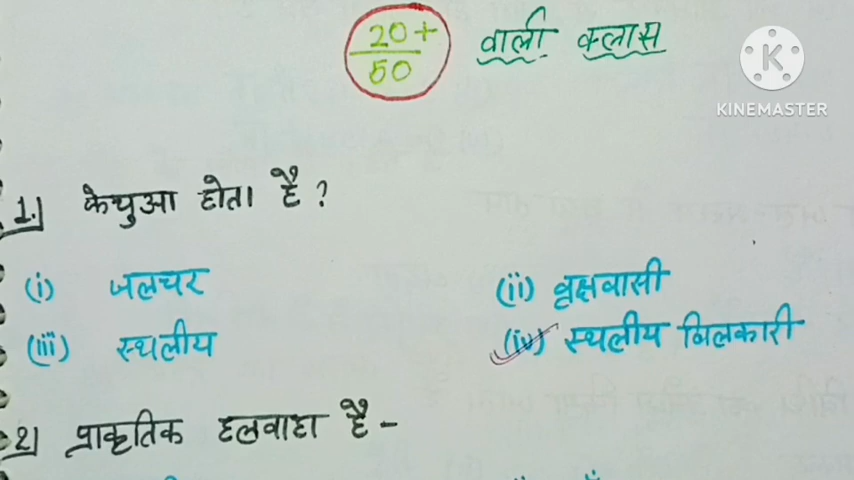 20+
50
वाली क्लास
KINEMASTER
1.) केचुआ होता है ?
(i) जलचर
(ii) वृक्षवासी
(iii) स्थलीय
(iv) स्थलीय बिलकारी
2) प्राकृतिक हलवाहा है -